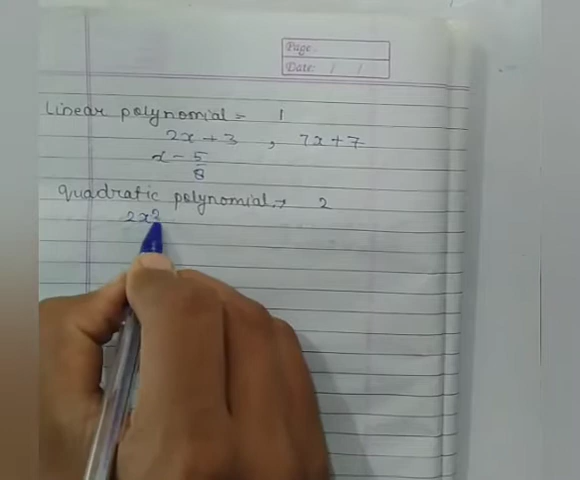 Page
Date: / /
Linear polynomial = 1
2x + 3 , 7x + 7
x - 5/8
quadratic polynomial → 2
2x²